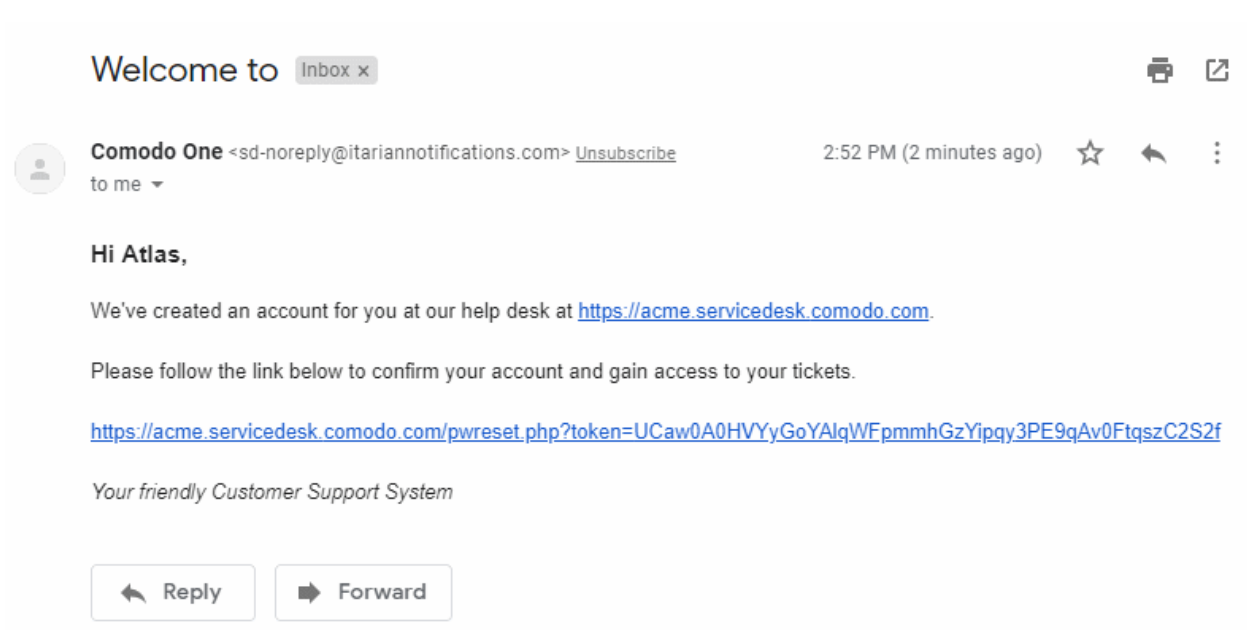 Welcome to Inbox x
Comodo One <sd-noreply@itariannotifications.com> Unsubscribe 2:52 PM (2 minutes ago)
to me
Hi Atlas,
We've created an account for you at our help desk at https://acme.servicedesk.comodo.com.
Please follow the link below to confirm your account and gain access to your tickets.
https://acme.servicedesk.comodo.com/pwreset.php?token=UCaw0A0HVYyGoYAlqWFpmmhGzYipqy3PE9qAv0FtqszC2S2f
Your friendly Customer Support System
Reply Forward